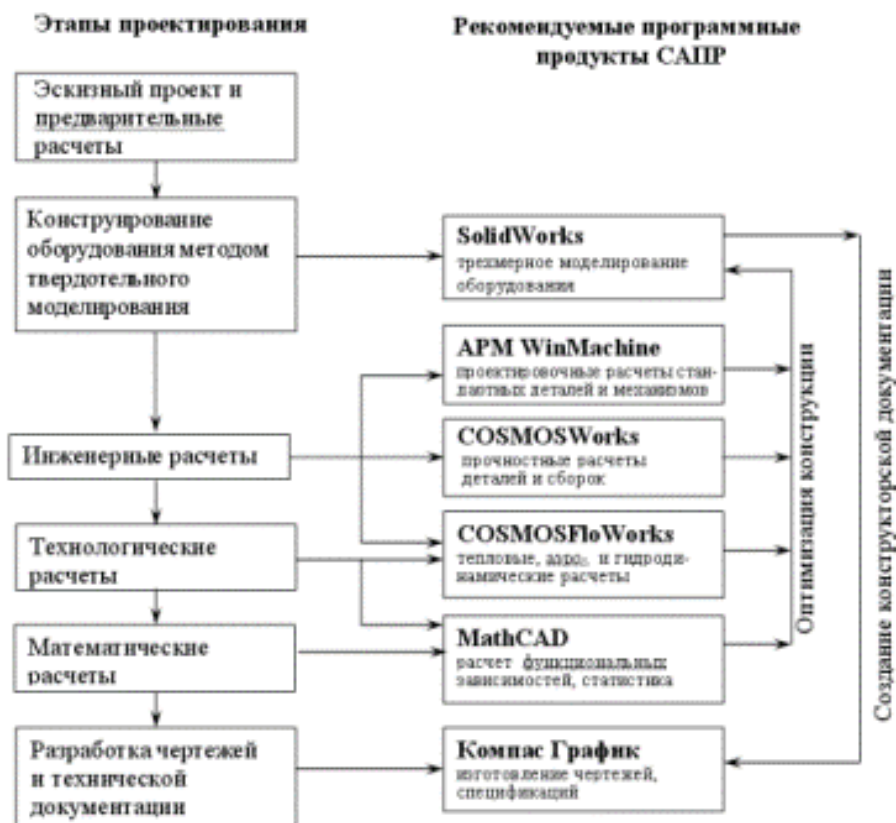 Этапы проектирования
Рекомендуемые программные
продукты САПР
Эскизный проект и
предварительные
расчеты
Конструирование
оборудования методом
твердотельного
моделирования
SolidWorks
трехмерное моделирование
оборудования
APM WinMachine
проектировочные расчеты стан-
дартных деталей и механизмов
Инженерные расчеты
COSMOSWorks
прочностные расчеты
деталей и сборок
Технологические
расчеты
COSMOSFloWorks
тепловые, аэро- и гидроди-
намические расчеты
Математические
расчеты
MathCAD
расчет функциональных
зависимостей, статистика
Разработка чертежей
и технической
документации
Компас График
изготовление чертежей,
спецификаций
Оптимизация конструкции
Создание конструкторской документации